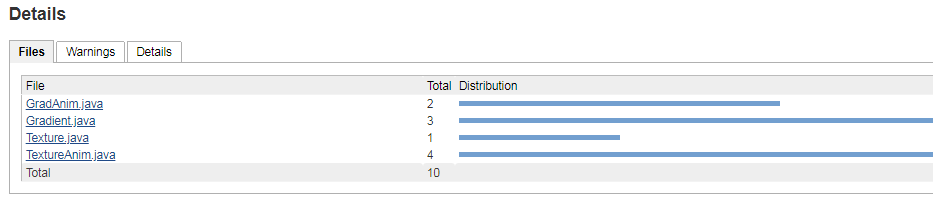 Details
Files Warnings Details
File Total Distribution
GradAnim.java 2
Gradient.java 3
Texture.java 1
TextureAnim.java 4
Total 10